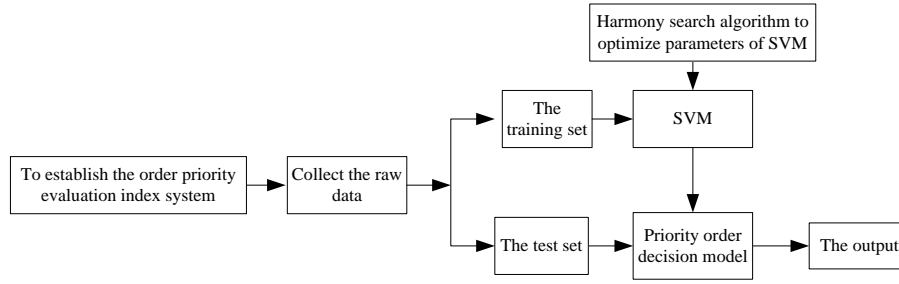 Harmony search algorithm to
optimize parameters of SVM
The
training set
SVM
To establish the order priority
evaluation index system
Collect the raw
data
The test set
Priority order
decision model
The output